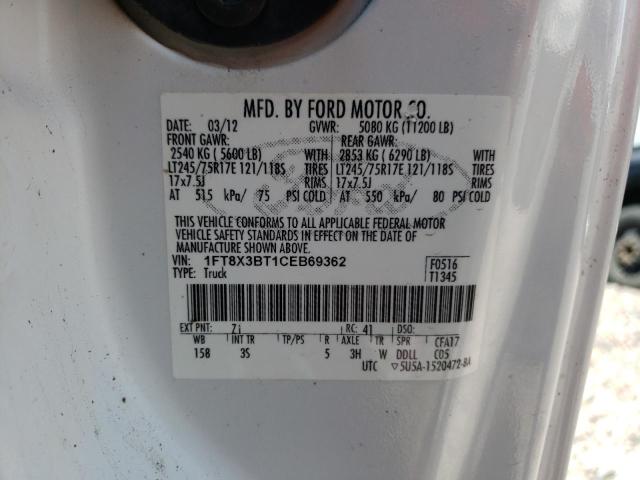 MFD. BY FORD MOTOR CO.
DATE: 03/12 GVWR: 5080 KG (11200 LB)
FRONT GAWR: REAR GAWR:
2540 KG (5600 LB) WITH 2853 KG (6290 LB) WITH
LT245/75R17E 121/118S TIRES LT245/75R17E 121/118S TIRES
17x7.5J RIMS 17x7.5J RIMS
AT 515 kPa/ 75 PSI COLD AT 550 kPa/ 80 PSI COLD
THIS VEHICLE CONFORMS TO ALL APPLICABLE FEDERAL MOTOR
VEHICLE SAFETY STANDARDS IN EFFECT ON THE DATE OF
MANUFACTURE SHOWN ABOVE.
VIN: 1FT8X3BT1CEB69362 F0516
TYPE: Truck T1345
EXT PNT: Z1 RC: 41 DSO:
WB INT TR TP/PS R AXLE TR SPR CFA17
158 3S 5 3H W DDLL C05
UTC ▽5U5A-1520472-BA